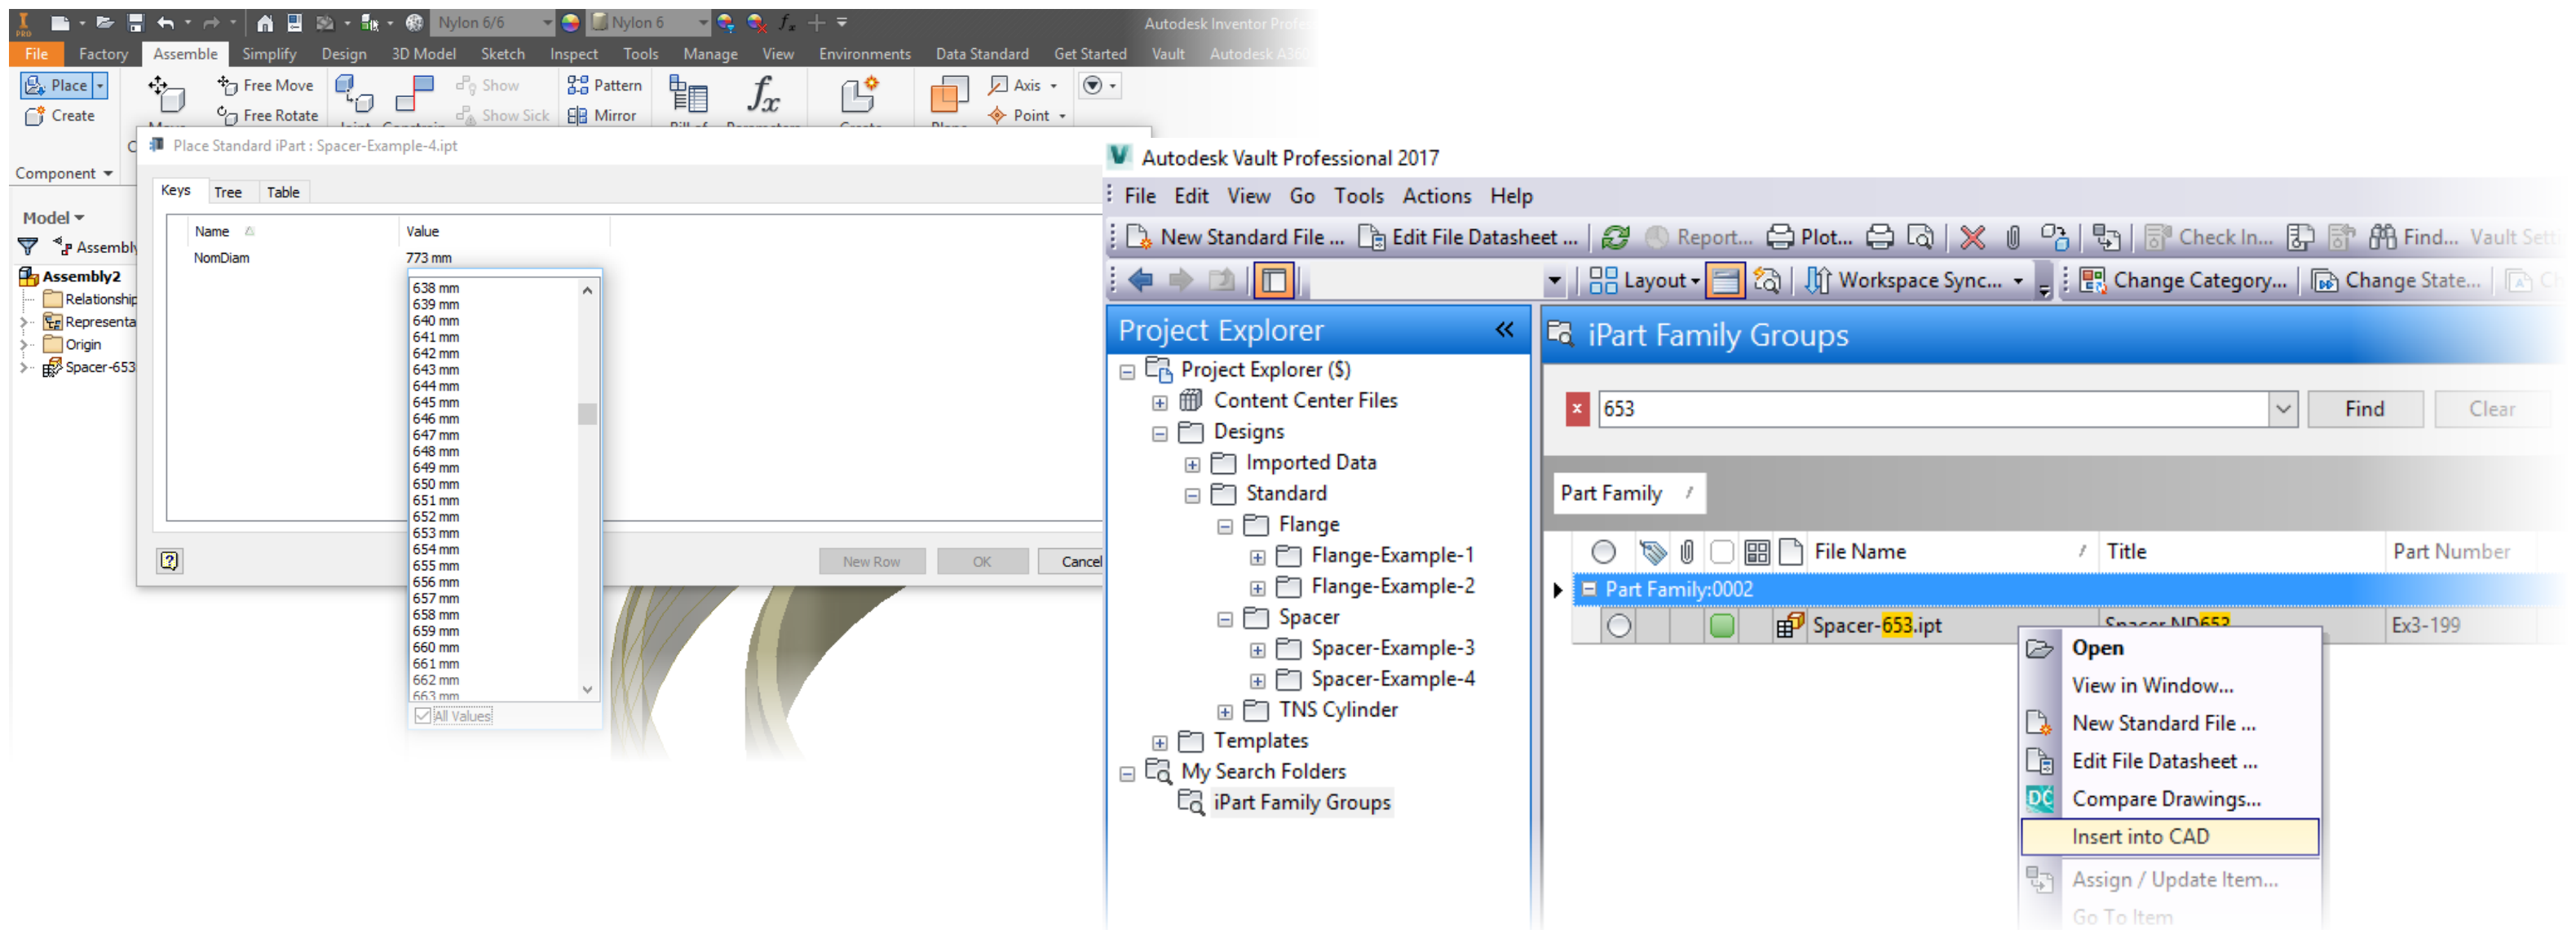 PRO
Nylon 6/6
Nylon 6
Autodesk Inventor Profes
File Factory Assemble Simplify Design 3D Model Sketch Inspect Tools Manage View Environments Data Standard Get Started Vault Autodesk A360
Place
Free Move
Show
Pattern
Axis
Create
Free Rotate
Show Sick
Mirror
Point
Component
Place Standard iPart : Spacer-Example-4.ipt
Keys Tree Table
Name Value
NomDiam 773 mm
638 mm
639 mm
640 mm
641 mm
642 mm
643 mm
644 mm
645 mm
646 mm
647 mm
648 mm
649 mm
650 mm
651 mm
652 mm
653 mm
654 mm
655 mm
656 mm
657 mm
658 mm
659 mm
660 mm
661 mm
662 mm
663 mm
All Values
New Row OK Cancel
Model
Assembly
Assembly2
Relationship
Representa
Origin
Spacer-653
Autodesk Vault Professional 2017
File Edit View Go Tools Actions Help
New Standard File ... Edit File Datasheet ... Report... Plot... Check In... Find... Vault Setti
Layout Workspace Sync... Change Category... Change State... Ch
Project Explorer
Project Explorer ($)
Content Center Files
Designs
Imported Data
Standard
Flange
Flange-Example-1
Flange-Example-2
Spacer
Spacer-Example-3
Spacer-Example-4
TNS Cylinder
Templates
My Search Folders
iPart Family Groups
iPart Family Groups
653 Find Clear
Part Family
File Name Title Part Number
Part Family:0002
Spacer-653.ipt Spacer ND653 Ex3-199
Open
View in Window...
New Standard File ...
Edit File Datasheet ...
Compare Drawings...
Insert into CAD
Assign / Update Item...
Go To Item